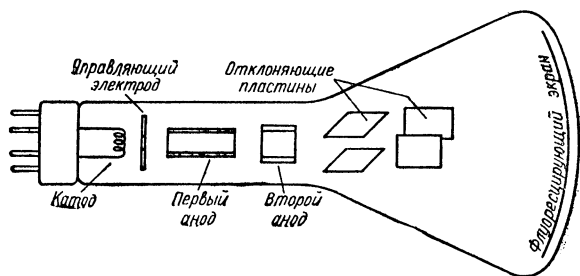 Управляющий
электрод
Отклоняющие
пластины
Флуоресцирующий экран
Катод
Первый
анод
Второй
анод